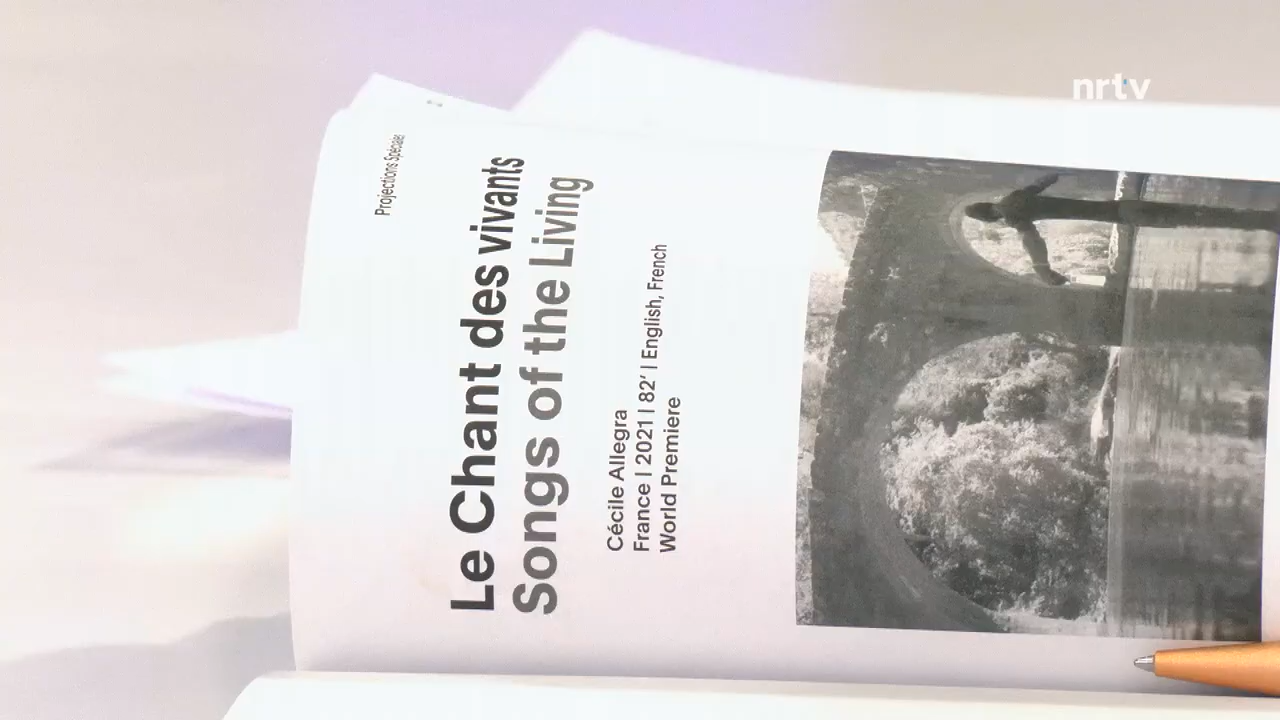 nrtv
Projections Spéciales
Le Chant des vivants
Songs of the Living
Cécile Allegra
France | 2021 | 82' | English, French
World Premiere